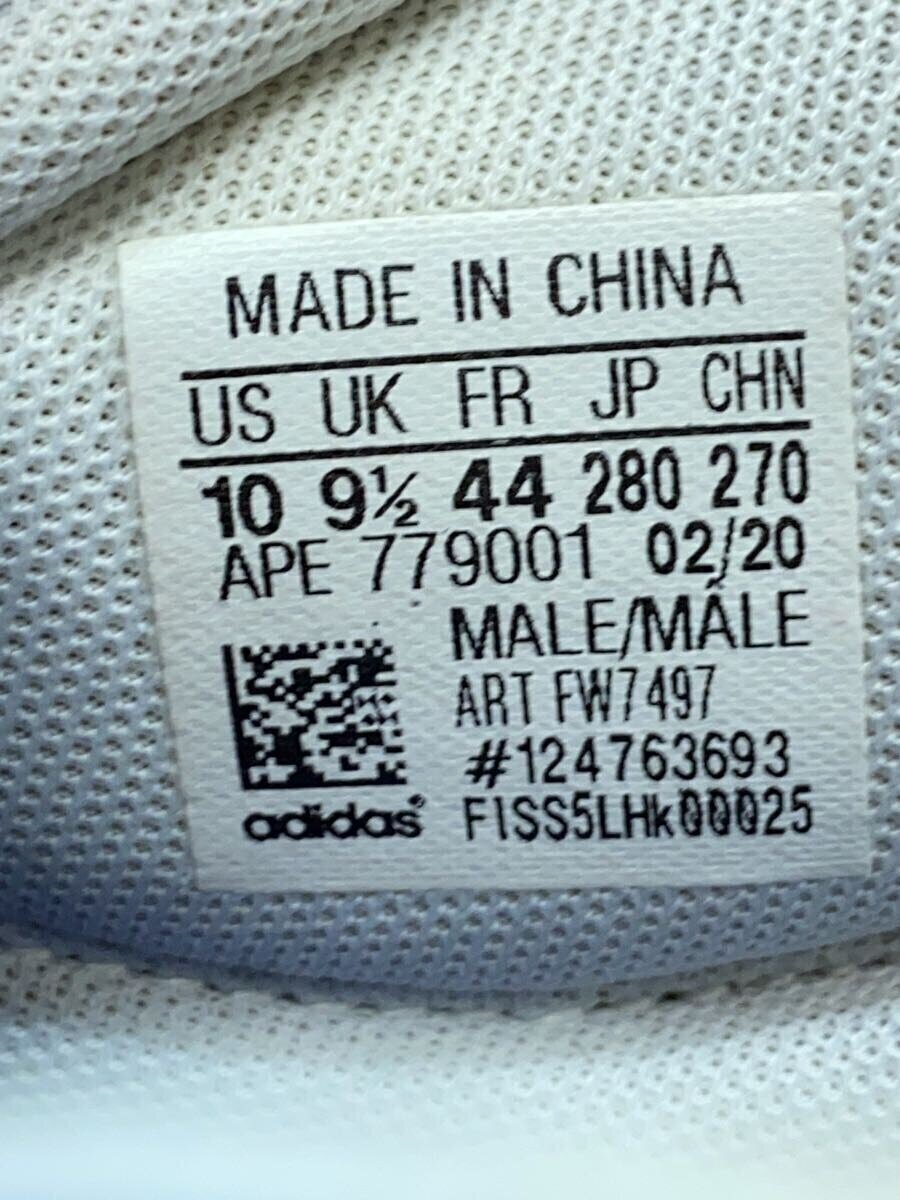 MADE IN CHINA
US UK FR JP CHN
10 9½ 44 280 270
APE 779001 02/20
MALE/MÂLE
ART FW7497
#124763693
adidas® F1SS5LHk00025